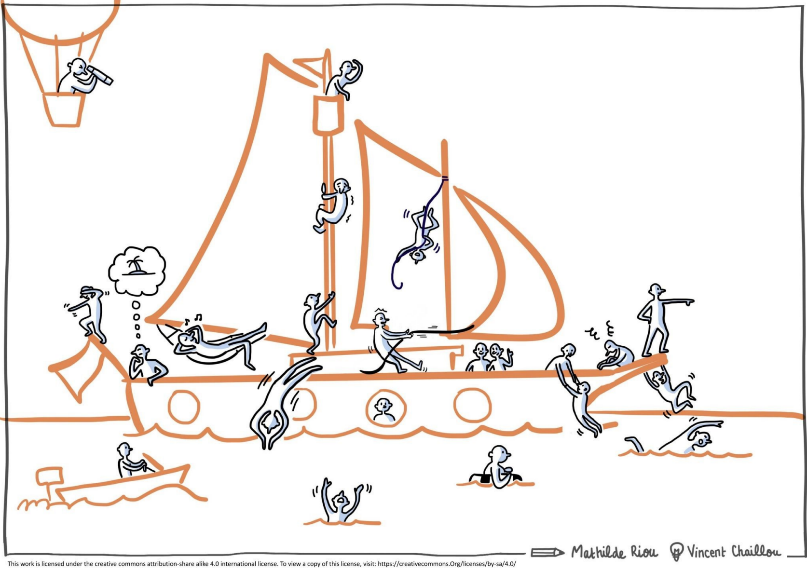 Mathilde Riou Vincent Chaillou
This work is licensed under the creative commons attribution-share alike 4.0 international license. To view a copy of this license, visit: https://creativecommons.Org/licenses/by-sa/4.0/